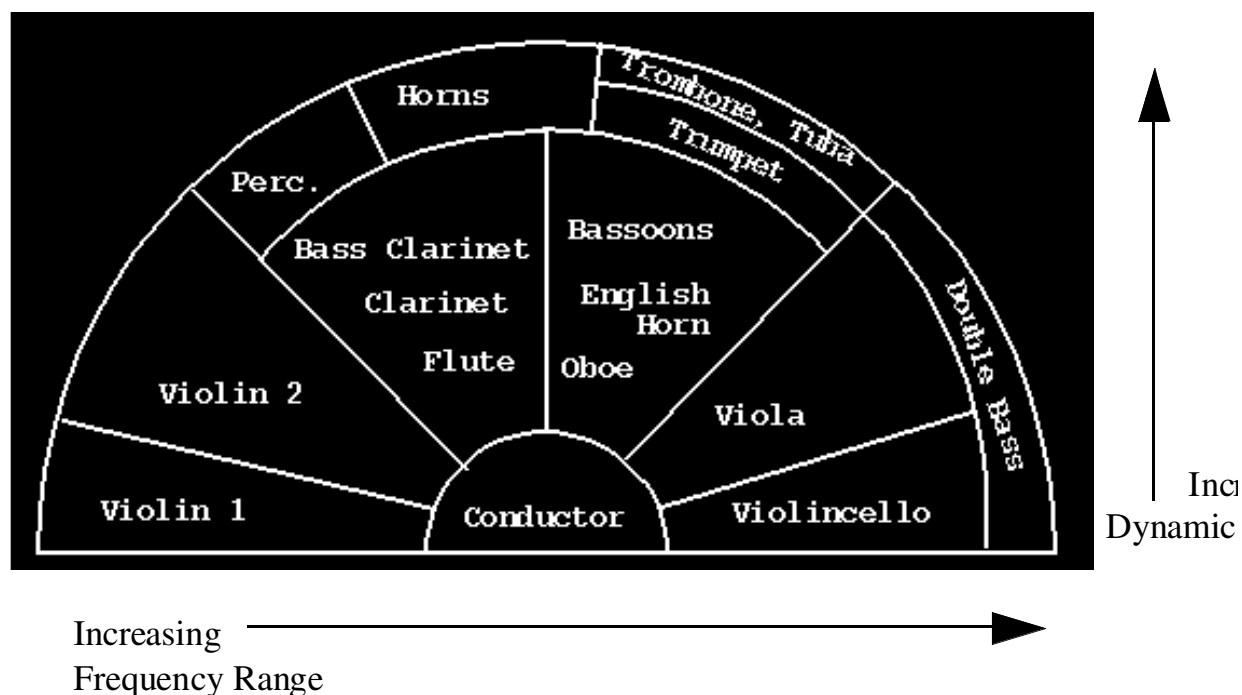 Horns
Trombone, Tuba
Trumpet
Perc.
Bass Clarinet
Bassoons
Clarinet
English
Horn
Flute
Oboe
Double Bass
Violin 2
Viola
Violin 1
Conductor
Violincello
Dynamic
Increasing
Frequency Range